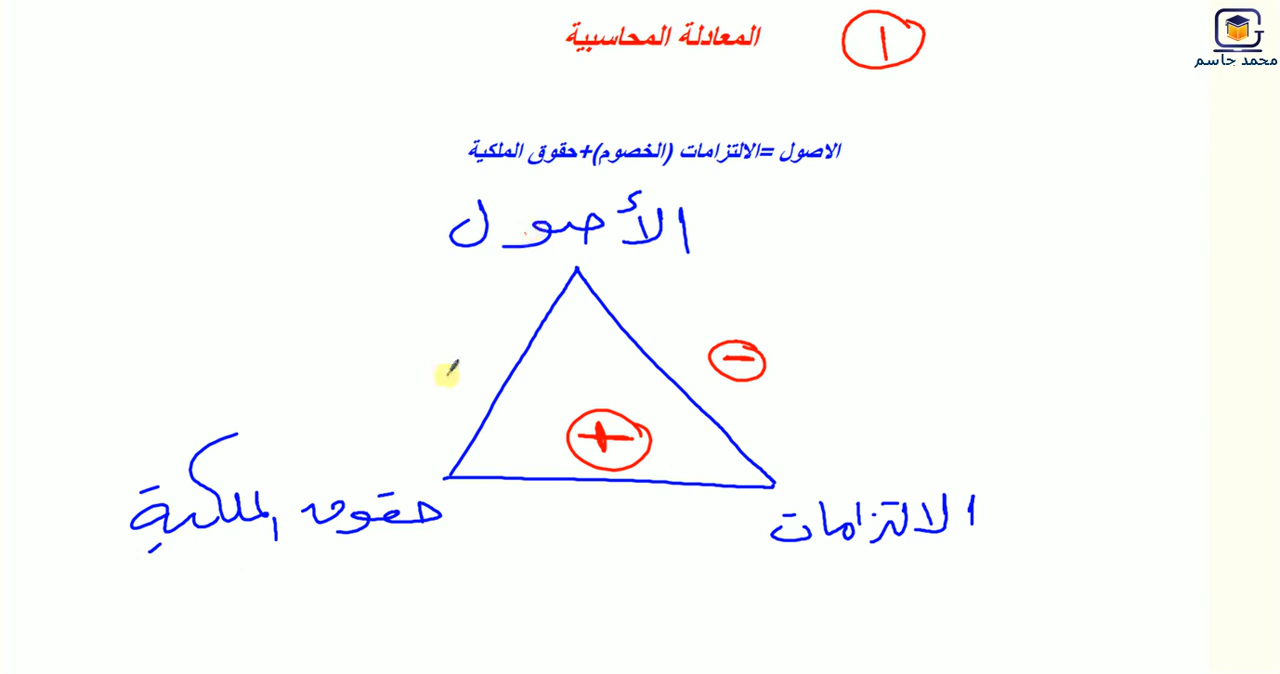 المعادلة المحاسبية
١
محمد جاسم
الاصول =الالتزامات (الخصوم)+حقوق الملكية
الأصول
−
+
حقوق الملكية
الالتزامات